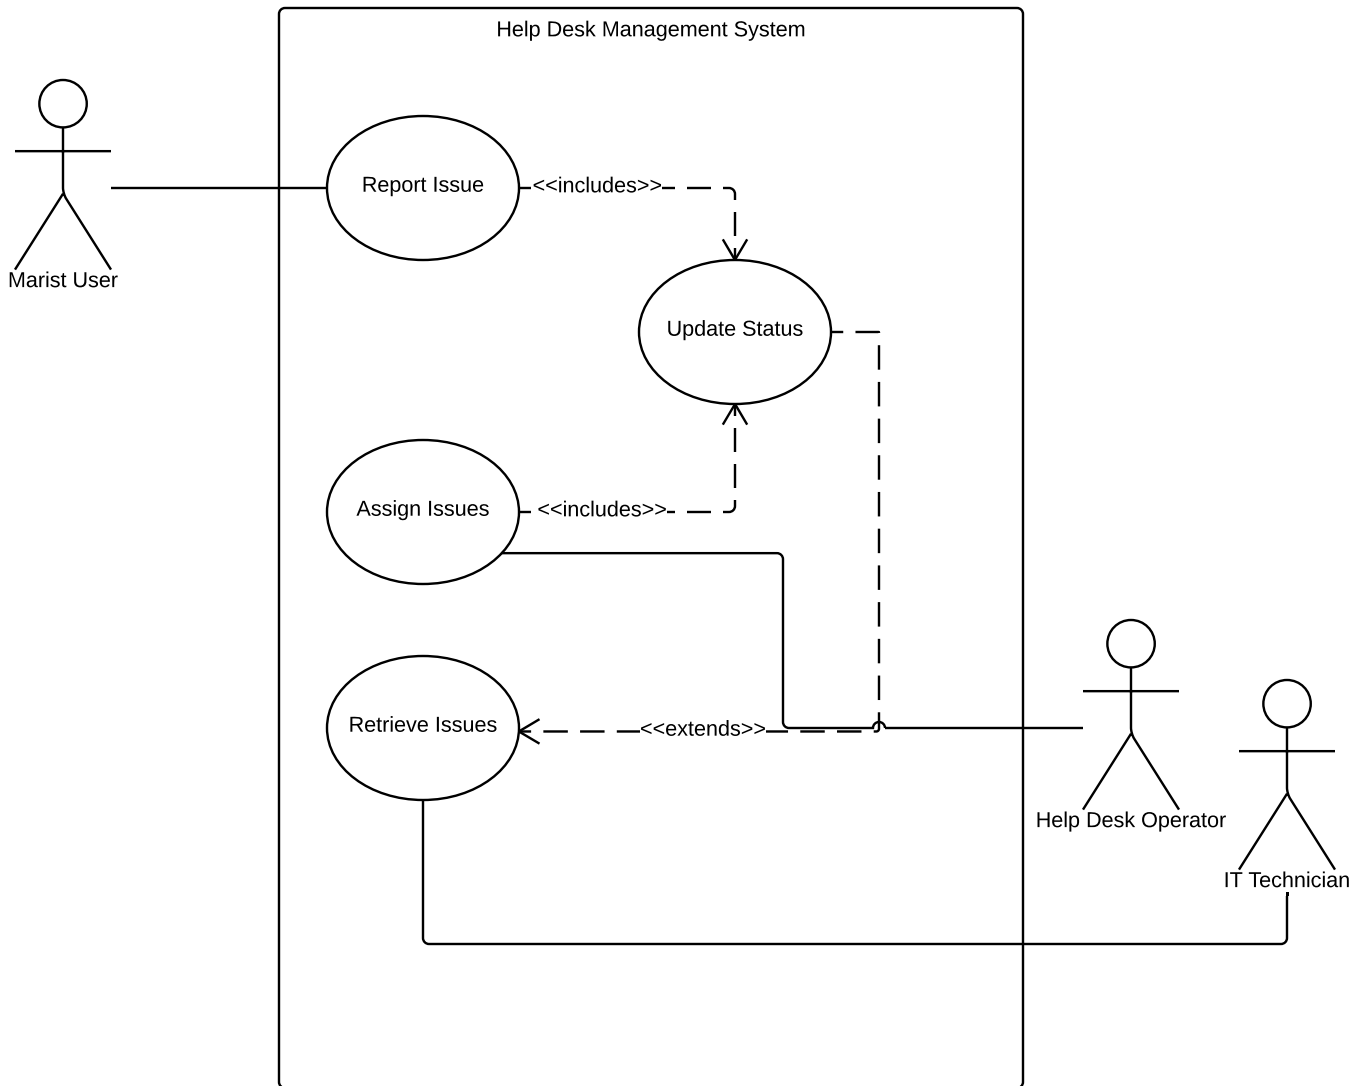 Help Desk Management System
Report Issue
<<includes>>
Marist User
Update Status
Assign Issues
<<includes>>
Retrieve Issues
<<extends>>
Help Desk Operator
IT Technician